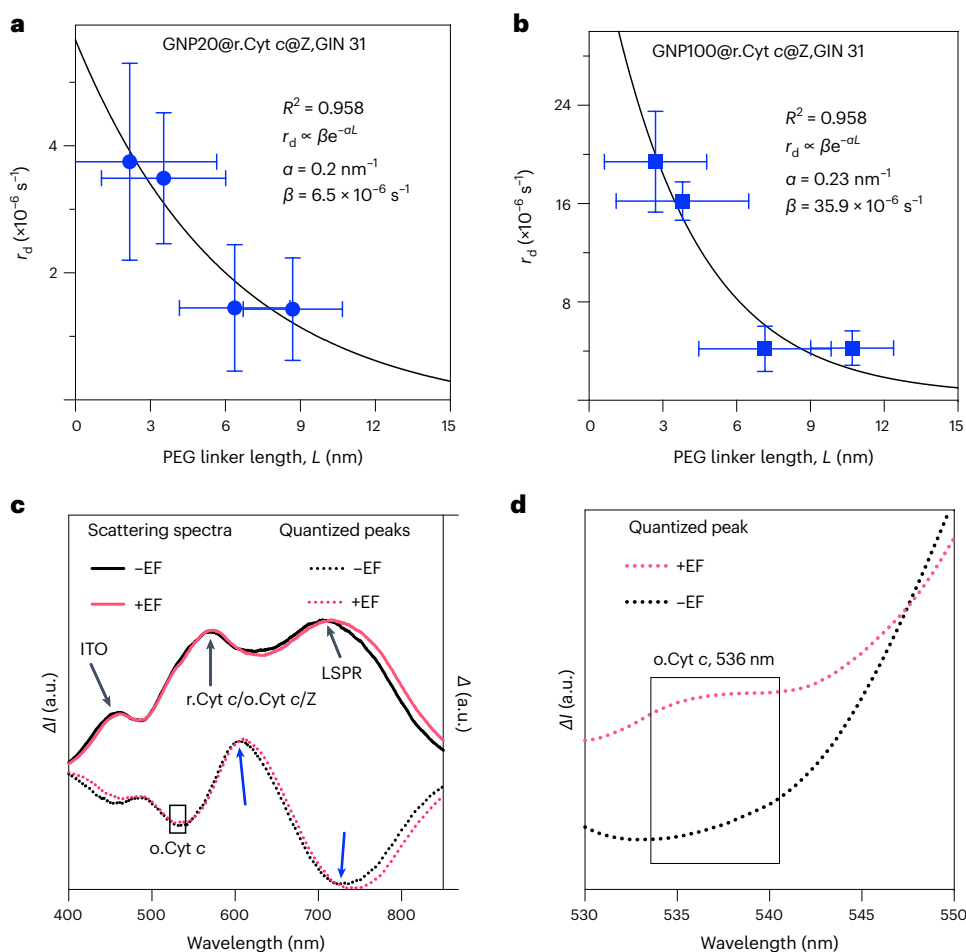 a
GNP20@r.Cyt c@Z,GIN 31
R² = 0.958
r_d ∝ βe^−αL
α = 0.2 nm⁻¹
β = 6.5 × 10⁻⁶ s⁻¹
r_d (×10⁻⁶ s⁻¹)
4
2
0 3 6 9 12 15
PEG linker length, L (nm)
b
GNP100@r.Cyt c@Z,GIN 31
R² = 0.958
r_d ∝ βe^−αL
α = 0.23 nm⁻¹
β = 35.9 × 10⁻⁶ s⁻¹
r_d (×10⁻⁶ s⁻¹)
24
16
8
0 3 6 9 12 15
PEG linker length, L (nm)
c
Scattering spectra Quantized peaks
−EF −EF
+EF +EF
ITO
r.Cyt c/o.Cyt c/Z
LSPR
o.Cyt c
ΔI (a.u.)
Δ (a.u.)
400 500 600 700 800
Wavelength (nm)
d
Quantized peak
+EF
−EF
o.Cyt c, 536 nm
ΔI (a.u.)
530 535 540 545 550
Wavelength (nm)